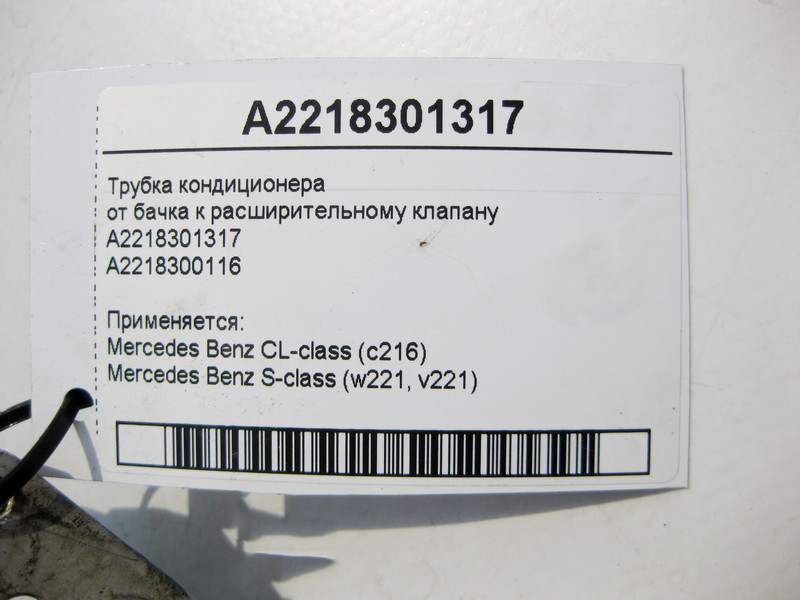 A2218301317
Трубка кондиционера
от бачка к расширительному клапану
A2218301317
A2218300116
Применяется:
Mercedes Benz CL-class (c216)
Mercedes Benz S-class (w221, v221)